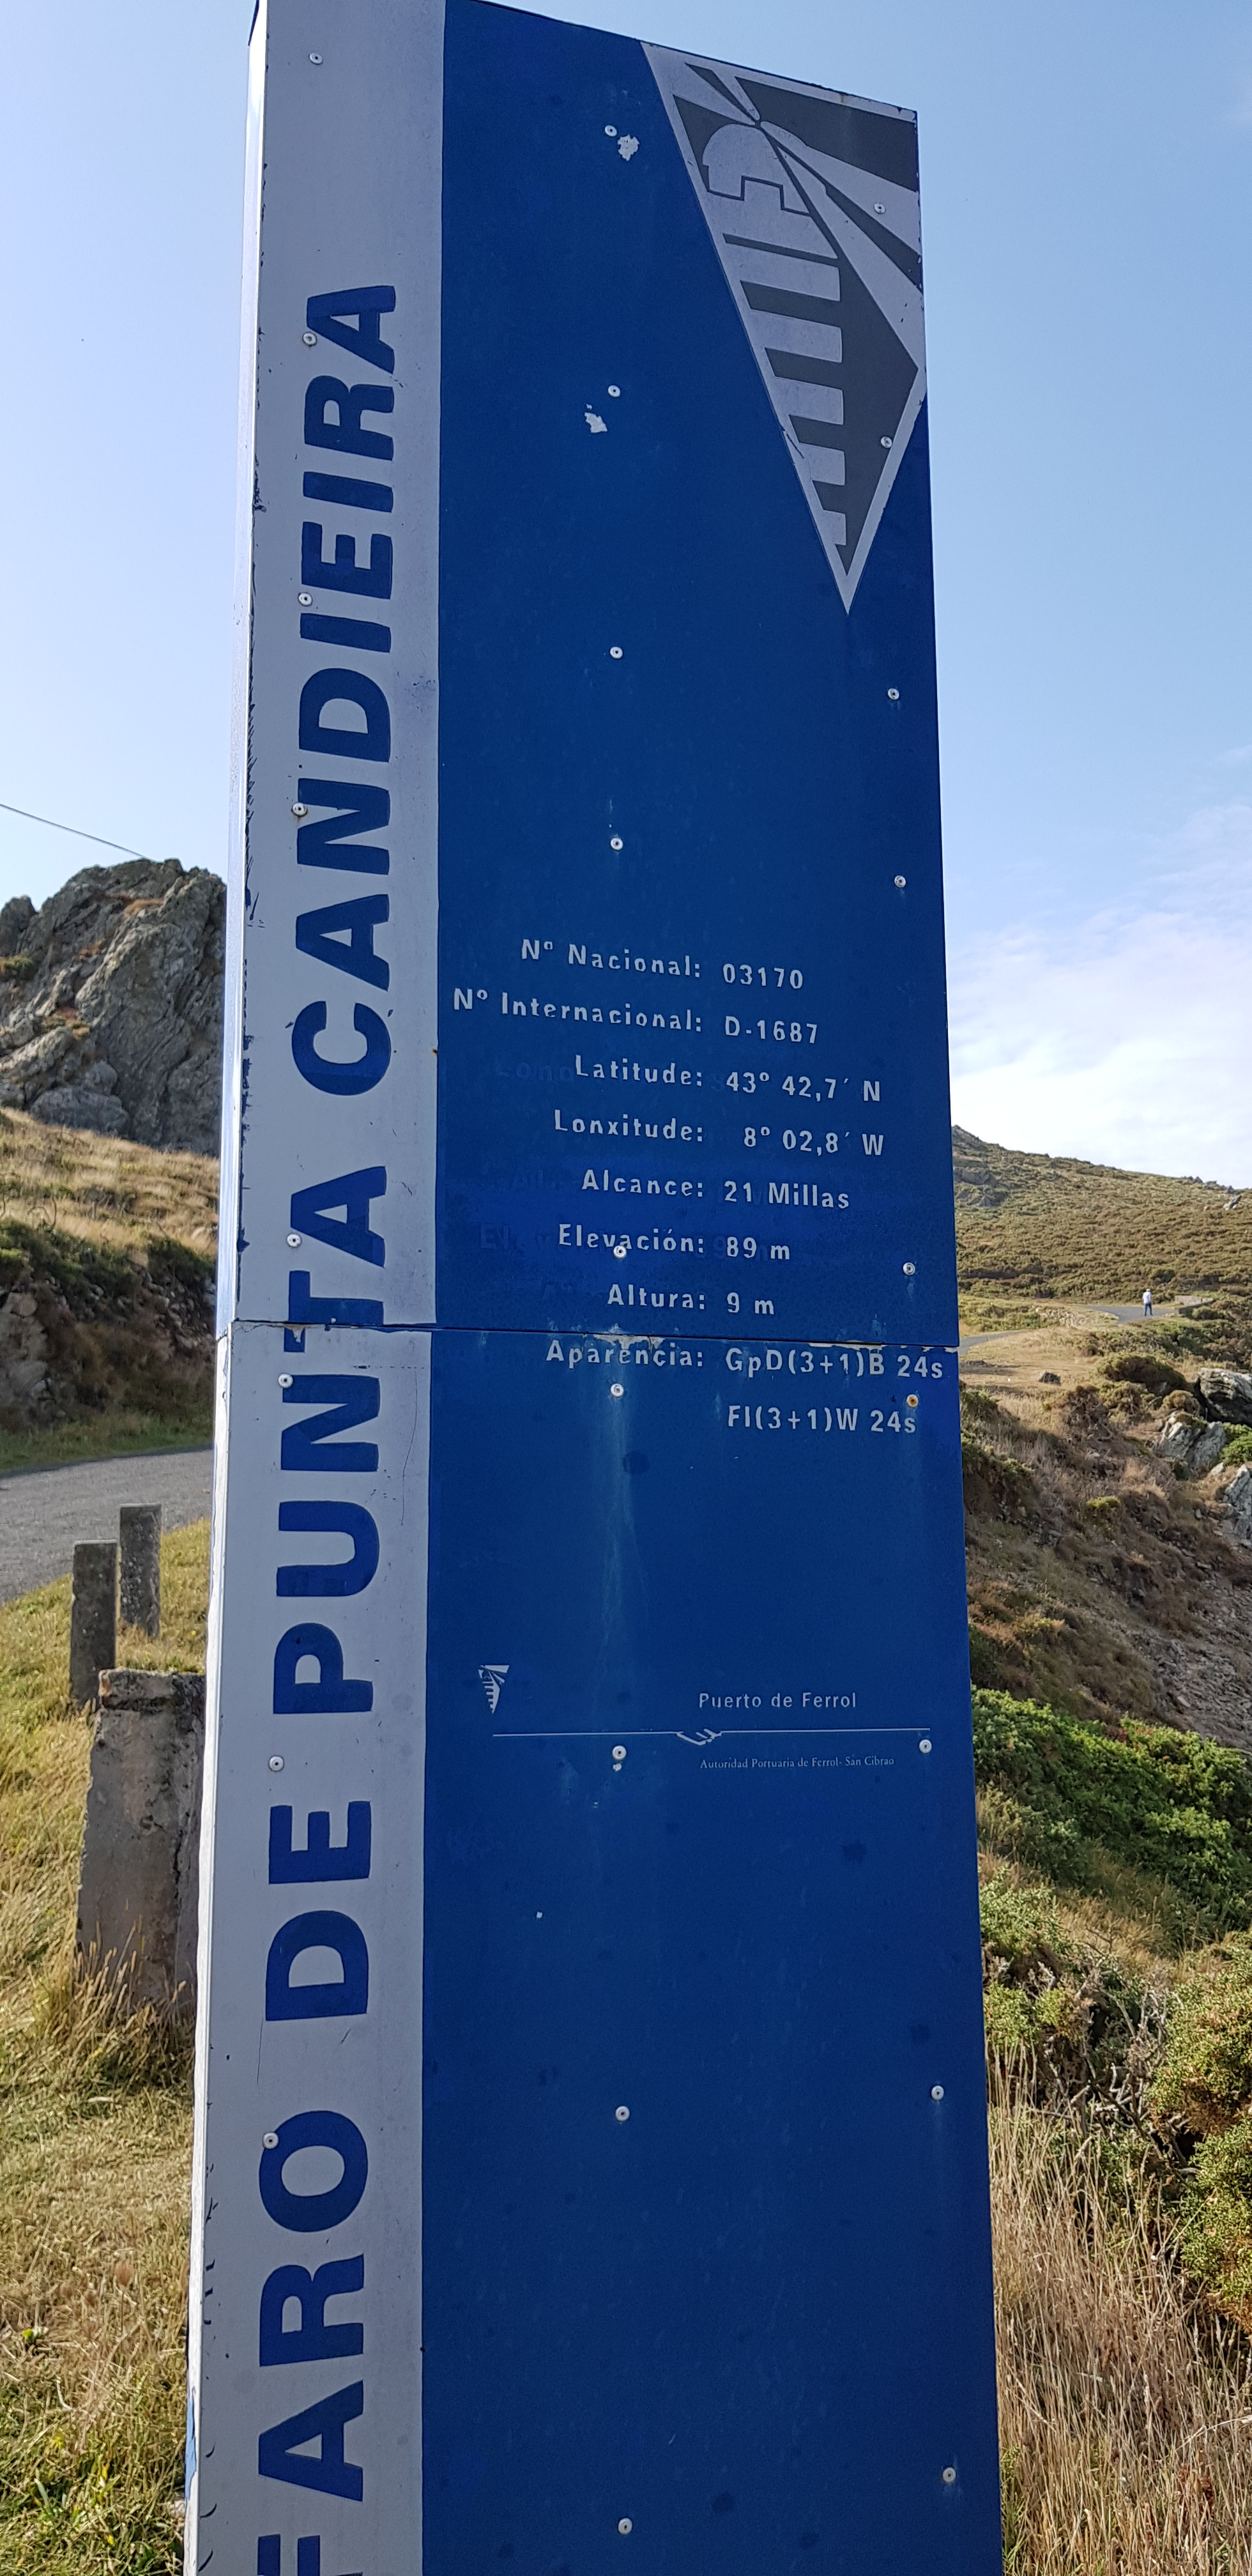 FARO DE PUNTA CANDIEIRA
Nº Nacional: 03170
Nº Internacional: D-1687
Latitude: 43º 42,7´ N
Lonxitude: 8º 02,8´ W
Alcance: 21 Millas
Elevación: 89 m
Altura: 9 m
Aparencia: GpD(3+1)B 24s
Fl(3+1)W 24s
Puerto de Ferrol
Autoridad Portuaria de Ferrol- San Cibrao